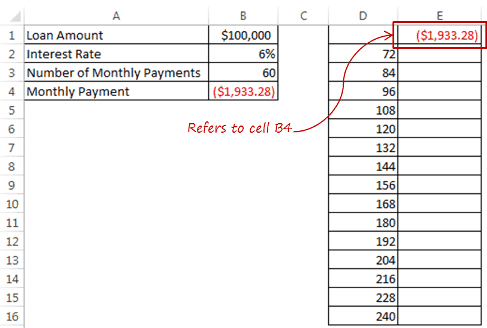 A B C D E
1 Loan Amount $100,000 ($1,933.28)
2 Interest Rate 6% 72
3 Number of Monthly Payments 60 84
4 Monthly Payment ($1,933.28) 96
5 108
6 Refers to cell B4 120
7 132
8 144
9 156
10 168
11 180
12 192
13 204
14 216
15 228
16 240